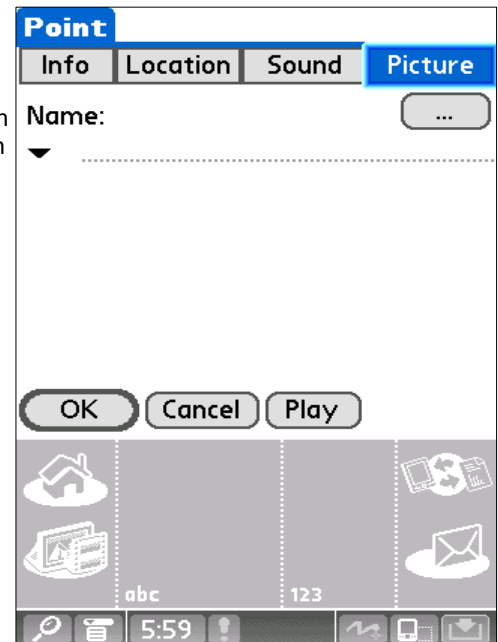 Point
Info Location Sound Picture
Name: ...
OK Cancel Play
abc 123
5:59